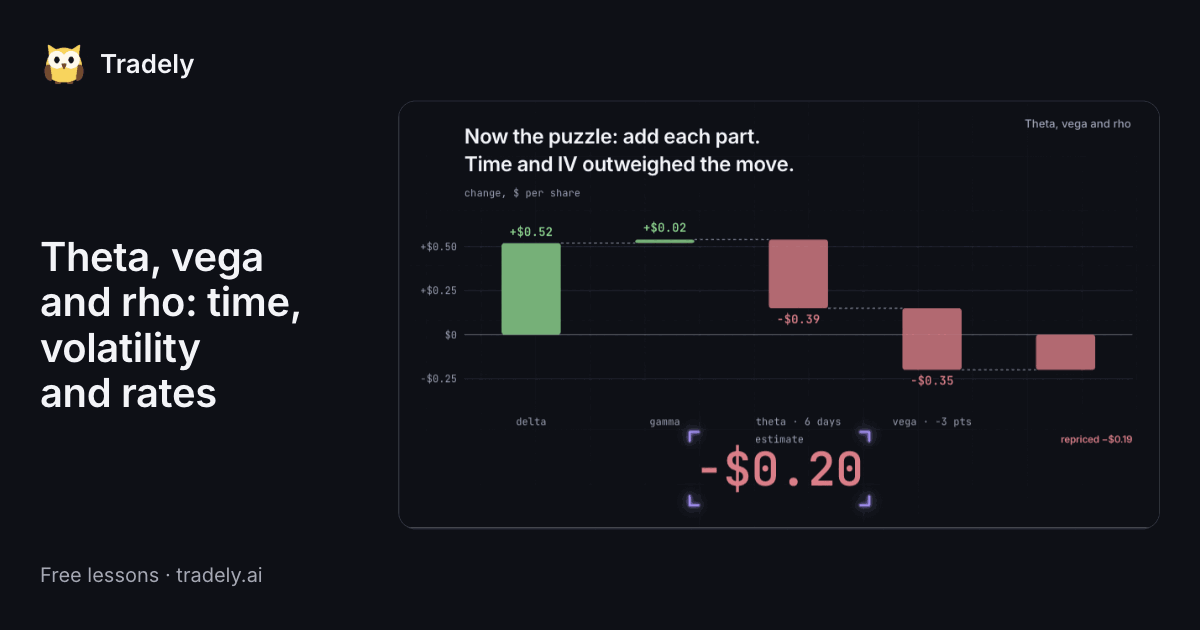 Tradely
Theta, vega
and rho: time,
volatility
and rates
Free lessons · tradely.ai
Now the puzzle: add each part.
Time and IV outweighed the move.
Theta, vega and rho
change, $ per share
+$0.52
+$0.02
-$0.39
-$0.35
+$0.50
+$0.25
$0
-$0.25
delta
gamma
theta · 6 days
vega · -3 pts
estimate
-$0.20
repriced −$0.19